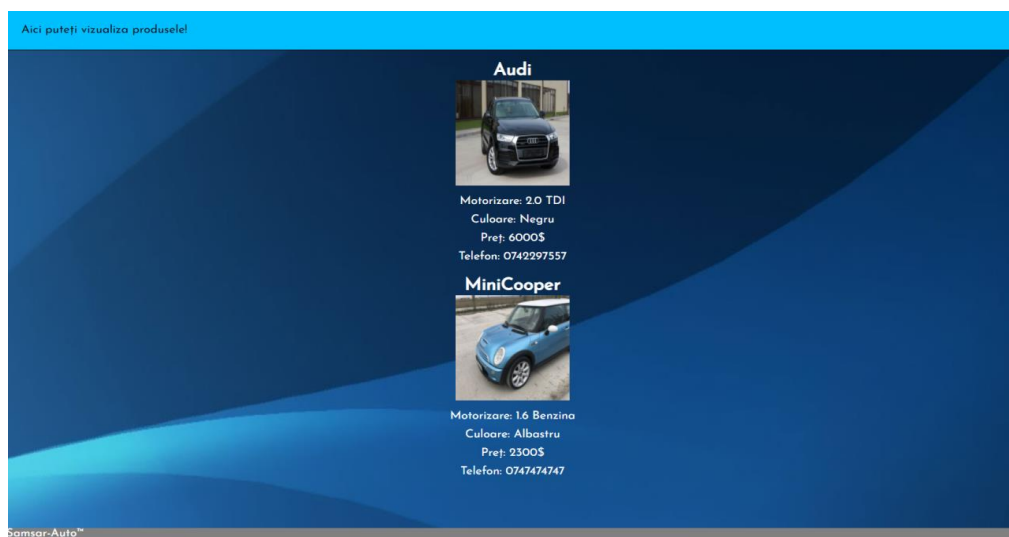 Aici puteți vizualiza produsele!
Audi
Motorizare: 2.0 TDI
Culoare: Negru
Preț: 6000$
Telefon: 0742297557
MiniCooper
Motorizare: 1.6 Benzina
Culoare: Albastru
Preț: 2300$
Telefon: 0747474747
Samsar-Auto™